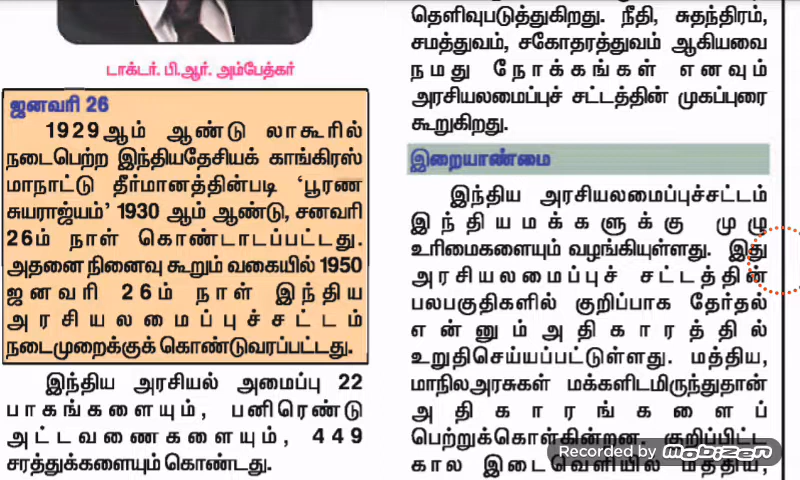 டாக்டர். பி.ஆர். அம்பேத்கர்
ஜனவரி 26
1929ஆம் ஆண்டு லாகூரில்
நடைபெற்ற இந்தியதேசியக் காங்கிரஸ்
மாநாட்டு தீர்மானத்தின்படி ‘பூரண
சுயராஜ்யம்’ 1930 ஆம் ஆண்டு, சனவரி
26ம் நாள் கொண்டாடப்பட்டது.
அதனை நினைவு கூறும் வகையில் 1950
ஜனவரி 26ம் நாள் இந்திய
அரசியலமைப்புச்சட்டம்
நடைமுறைக்குக் கொண்டுவரப்பட்டது.
இந்திய அரசியல் அமைப்பு 22
பாகங்களையும், பனிரெண்டு
அட்டவணைகளையும், 449
சரத்துக்களையும் கொண்டது.
தெளிவுபடுத்துகிறது. நீதி, சுதந்திரம்,
சமத்துவம், சகோதரத்துவம் ஆகியவை
நமது நோக்கங்கள் எனவும்
அரசியலமைப்புச் சட்டத்தின் முகப்புரை
கூறுகிறது.
இறையாண்மை
இந்திய அரசியலமைப்புச்சட்டம்
இந்தியமக்களுக்கு முழு
உரிமைகளையும் வழங்கியுள்ளது. இது
அரசியலமைப்புச் சட்டத்தின்
பலபகுதிகளில் குறிப்பாக தேர்தல்
என்னும் அதிகாரத்தில்
உறுதிசெய்யப்பட்டுள்ளது. மத்திய,
மாநிலஅரசுகள் மக்களிடமிருந்துதான்
அதிகாரங்களைப்
பெற்றுக்கொள்கின்றன. குறிப்பிட்ட
கால இடைவெளியில் மத்திய,
Recorded by mobizen